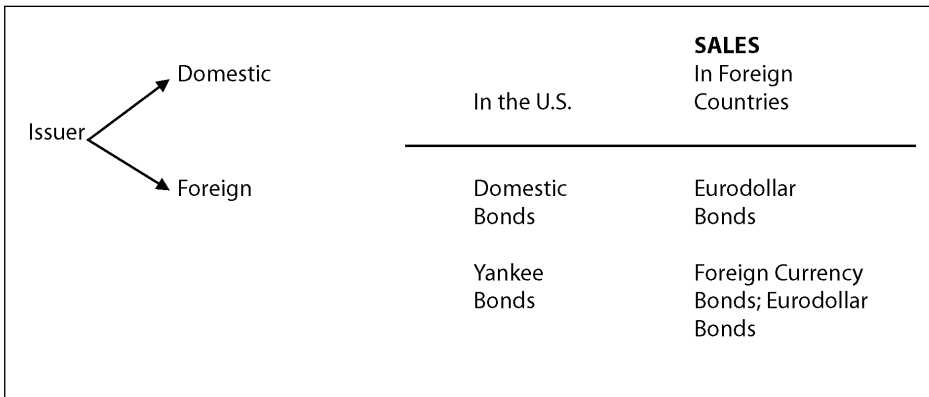 Domestic
Issuer
Foreign
SALES
In the U.S.
In Foreign
Countries
Domestic
Bonds
Eurodollar
Bonds
Yankee
Bonds
Foreign Currency
Bonds; Eurodollar
Bonds